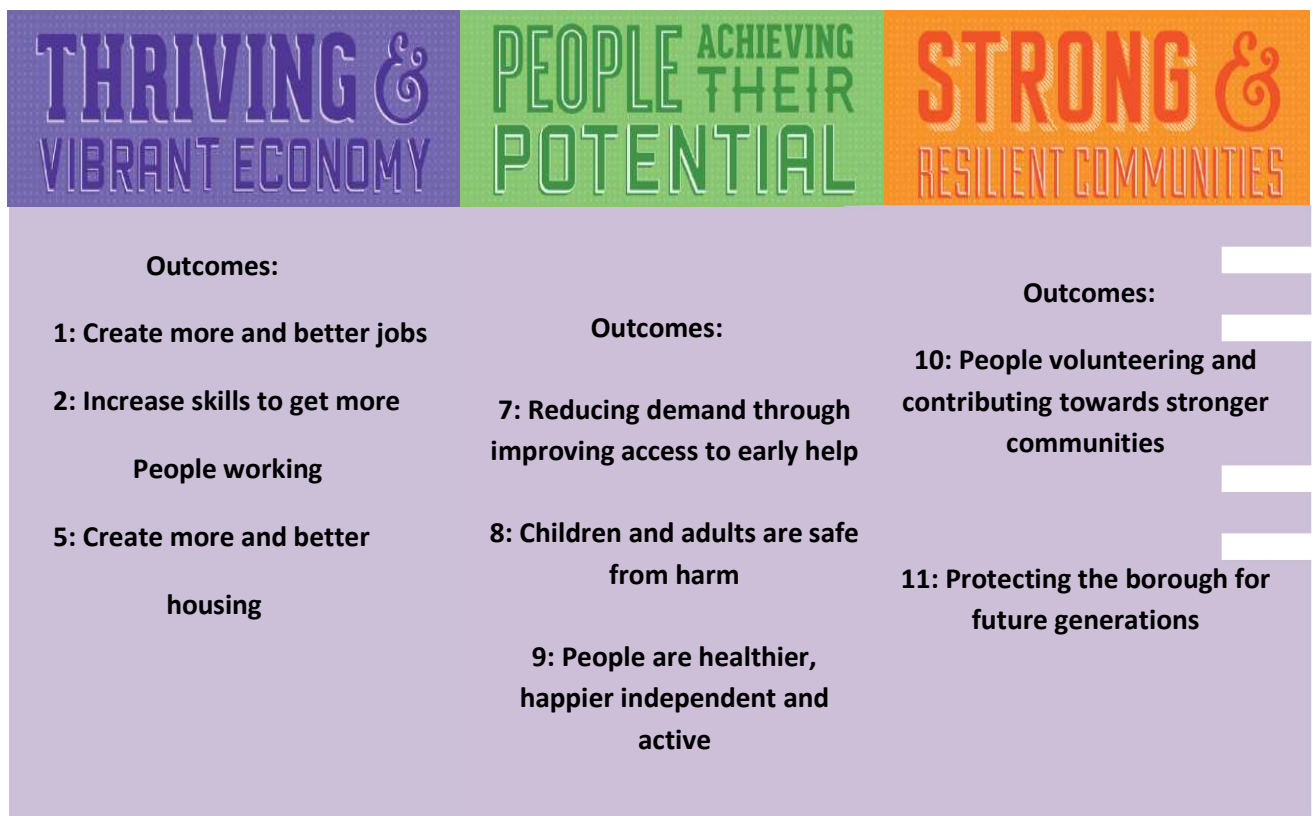 THRIVING &
VIBRANT ECONOMY
PEOPLE ACHIEVING
THEIR
POTENTIAL
STRONG &
RESILIENT COMMUNITIES
Outcomes:
1: Create more and better jobs
2: Increase skills to get more
People working
5: Create more and better
housing
Outcomes:
7: Reducing demand through
improving access to early help
8: Children and adults are safe
from harm
9: People are healthier,
happier independent and
active
Outcomes:
10: People volunteering and
contributing towards stronger
communities
11: Protecting the borough for
future generations